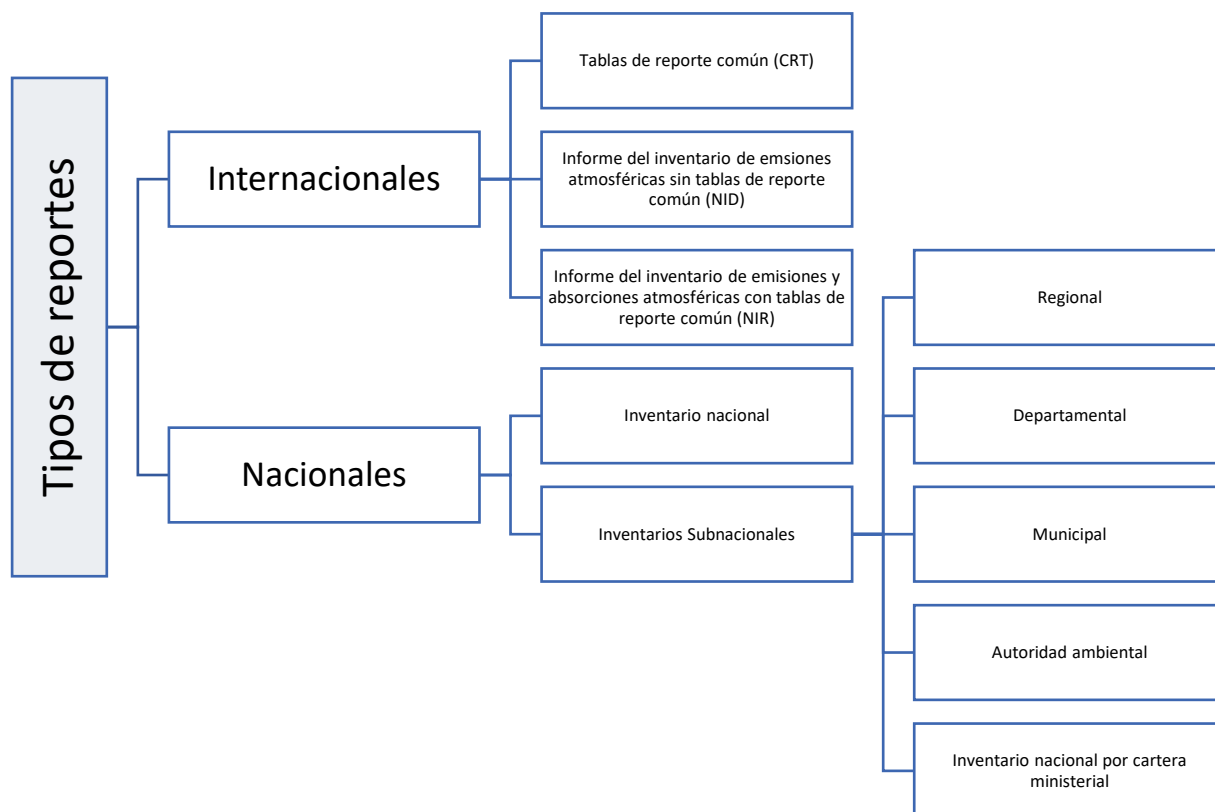 Tipos de reportes
Internacionales
Tablas de reporte común (CRT)
Informe del inventario de emsiones
atmosféricas sin tablas de reporte
común (NID)
Informe del inventario de emisiones y
absorciones atmosféricas con tablas de
reporte común (NIR)
Nacionales
Inventario nacional
Inventarios Subnacionales
Regional
Departamental
Municipal
Autoridad ambiental
Inventario nacional por cartera
ministerial